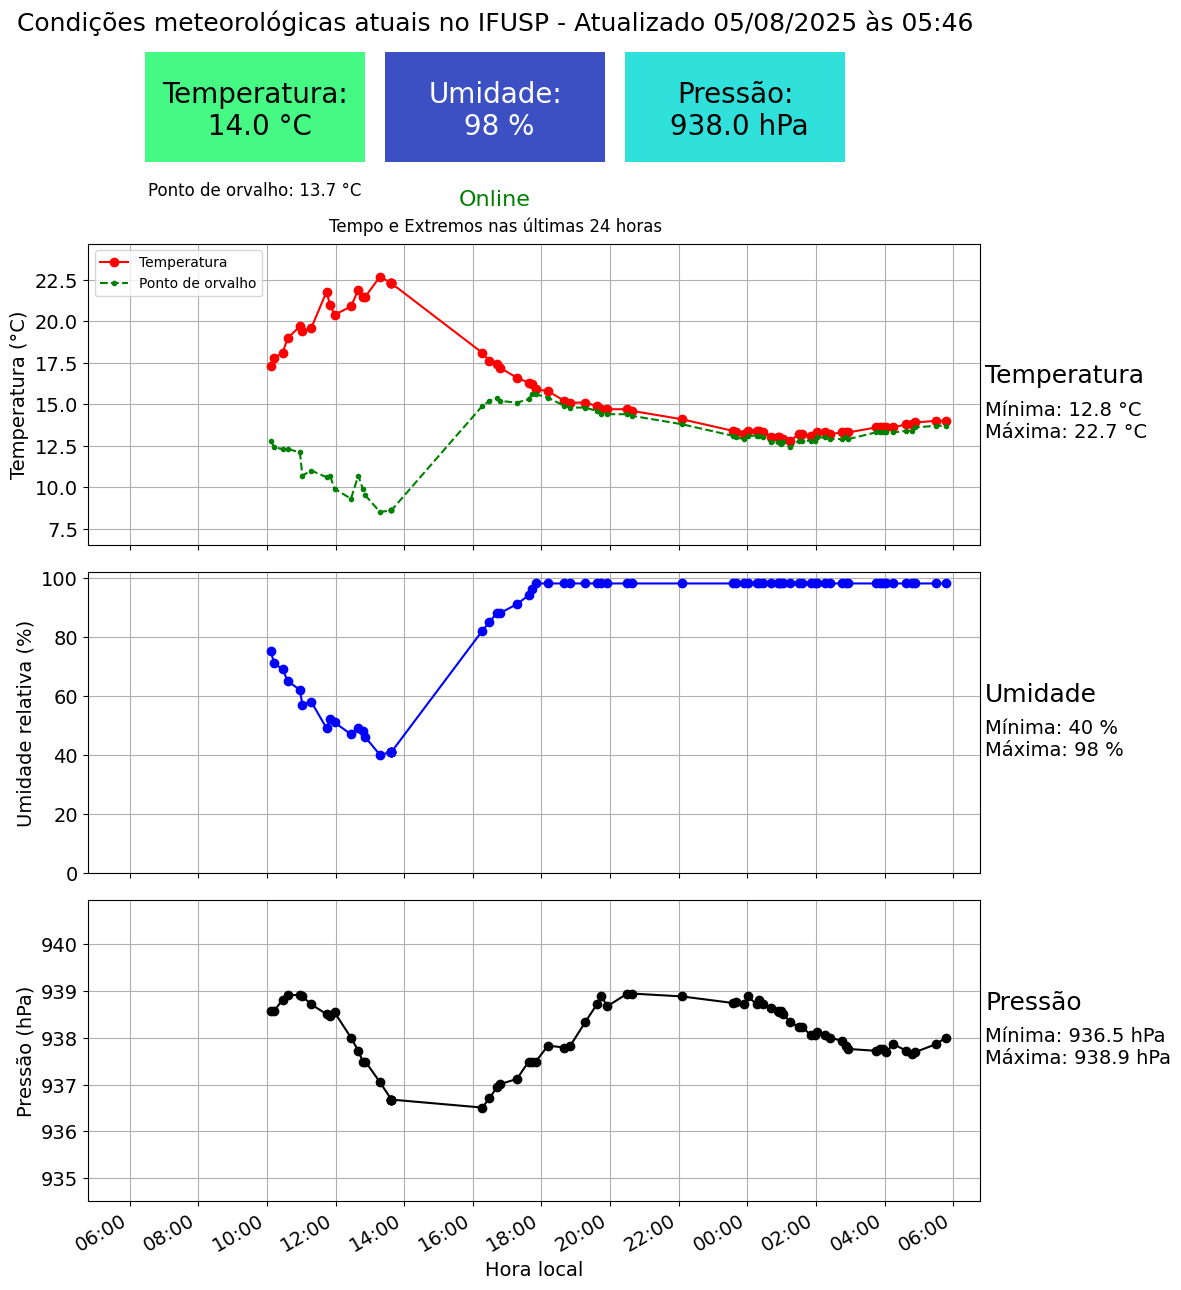 Condições meteorológicas atuais no IFUSP - Atualizado 05/08/2025 às 05:46
Temperatura:
14.0 °C
Umidade:
98 %
Pressão:
938.0 hPa
Ponto de orvalho: 13.7 °C
Online
Tempo e Extremos nas últimas 24 horas
Temperatura
Ponto de orvalho
Temperatura (°C)
22.5
20.0
17.5
15.0
12.5
10.0
7.5
Temperatura
Mínima: 12.8 °C
Máxima: 22.7 °C
Umidade relativa (%)
100
80
60
40
20
0
Umidade
Mínima: 40 %
Máxima: 98 %
Pressão (hPa)
940
939
938
937
936
935
Pressão
Mínima: 936.5 hPa
Máxima: 938.9 hPa
06:00
08:00
10:00
12:00
14:00
16:00
18:00
20:00
22:00
00:00
02:00
04:00
06:00
Hora local